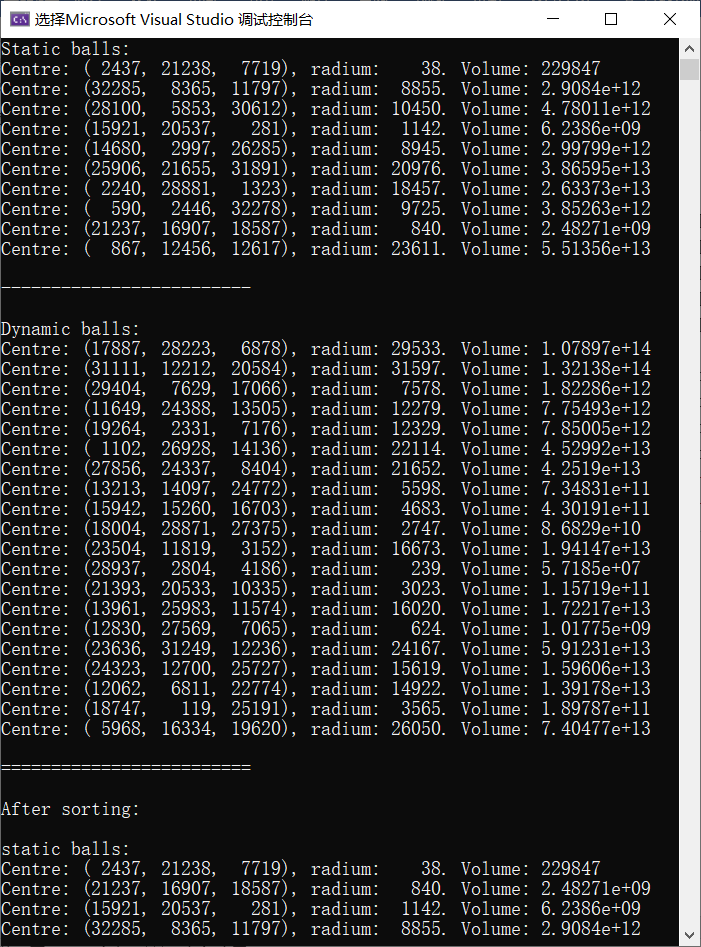 选择Microsoft Visual Studio 调试控制台
Static balls:
Centre: ( 2437, 21238,  7719), radium:    38. Volume: 229847
Centre: (32285,  8365, 11797), radium:  8855. Volume: 2.9084e+12
Centre: (28100,  5853, 30612), radium: 10450. Volume: 4.78011e+12
Centre: (15921, 20537,   281), radium:  1142. Volume: 6.2386e+09
Centre: (14680,  2997, 26285), radium:  8945. Volume: 2.99799e+12
Centre: (25906, 21655, 31891), radium: 20976. Volume: 3.86595e+13
Centre: ( 2240, 28881,  1323), radium: 18457. Volume: 2.63373e+13
Centre: (  590,  2446, 32278), radium:  9725. Volume: 3.85263e+12
Centre: (21237, 16907, 18587), radium:   840. Volume: 2.48271e+09
Centre: (  867, 12456, 12617), radium: 23611. Volume: 5.51356e+13
-------------------------
Dynamic balls:
Centre: (17887, 28223,  6878), radium: 29533. Volume: 1.07897e+14
Centre: (31111, 12212, 20584), radium: 31597. Volume: 1.32138e+14
Centre: (29404,  7629, 17066), radium:  7578. Volume: 1.82286e+12
Centre: (11649, 24388, 13505), radium: 12279. Volume: 7.75493e+12
Centre: (19264,  2331,  7176), radium: 12329. Volume: 7.85005e+12
Centre: ( 1102, 26928, 14136), radium: 22114. Volume: 4.52992e+13
Centre: (27856, 24337,  8404), radium: 21652. Volume: 4.2519e+13
Centre: (13213, 14097, 24772), radium:  5598. Volume: 7.34831e+11
Centre: (15942, 15260, 16703), radium:  4683. Volume: 4.30191e+11
Centre: (18004, 28871, 27375), radium:  2747. Volume: 8.6829e+10
Centre: (23504, 11819,  3152), radium: 16673. Volume: 1.94147e+13
Centre: (28937,  2804,  4186), radium:   239. Volume: 5.7185e+07
Centre: (21393, 20533, 10335), radium:  3023. Volume: 1.15719e+11
Centre: (13961, 25983, 11574), radium: 16020. Volume: 1.72217e+13
Centre: (12830, 27569,  7065), radium:   624. Volume: 1.01775e+09
Centre: (23636, 31249, 12236), radium: 24167. Volume: 5.91231e+13
Centre: (24323, 12700, 25727), radium: 15619. Volume: 1.59606e+13
Centre: (12062,  6811, 22774), radium: 14922. Volume: 1.39178e+13
Centre: (18747,   119, 25191), radium:  3565. Volume: 1.89787e+11
Centre: ( 5968, 16334, 19620), radium: 26050. Volume: 7.40477e+13
=========================
After sorting:
static balls:
Centre: ( 2437, 21238,  7719), radium:    38. Volume: 229847
Centre: (21237, 16907, 18587), radium:   840. Volume: 2.48271e+09
Centre: (15921, 20537,   281), radium:  1142. Volume: 6.2386e+09
Centre: (32285,  8365, 11797), radium:  8855. Volume: 2.9084e+12